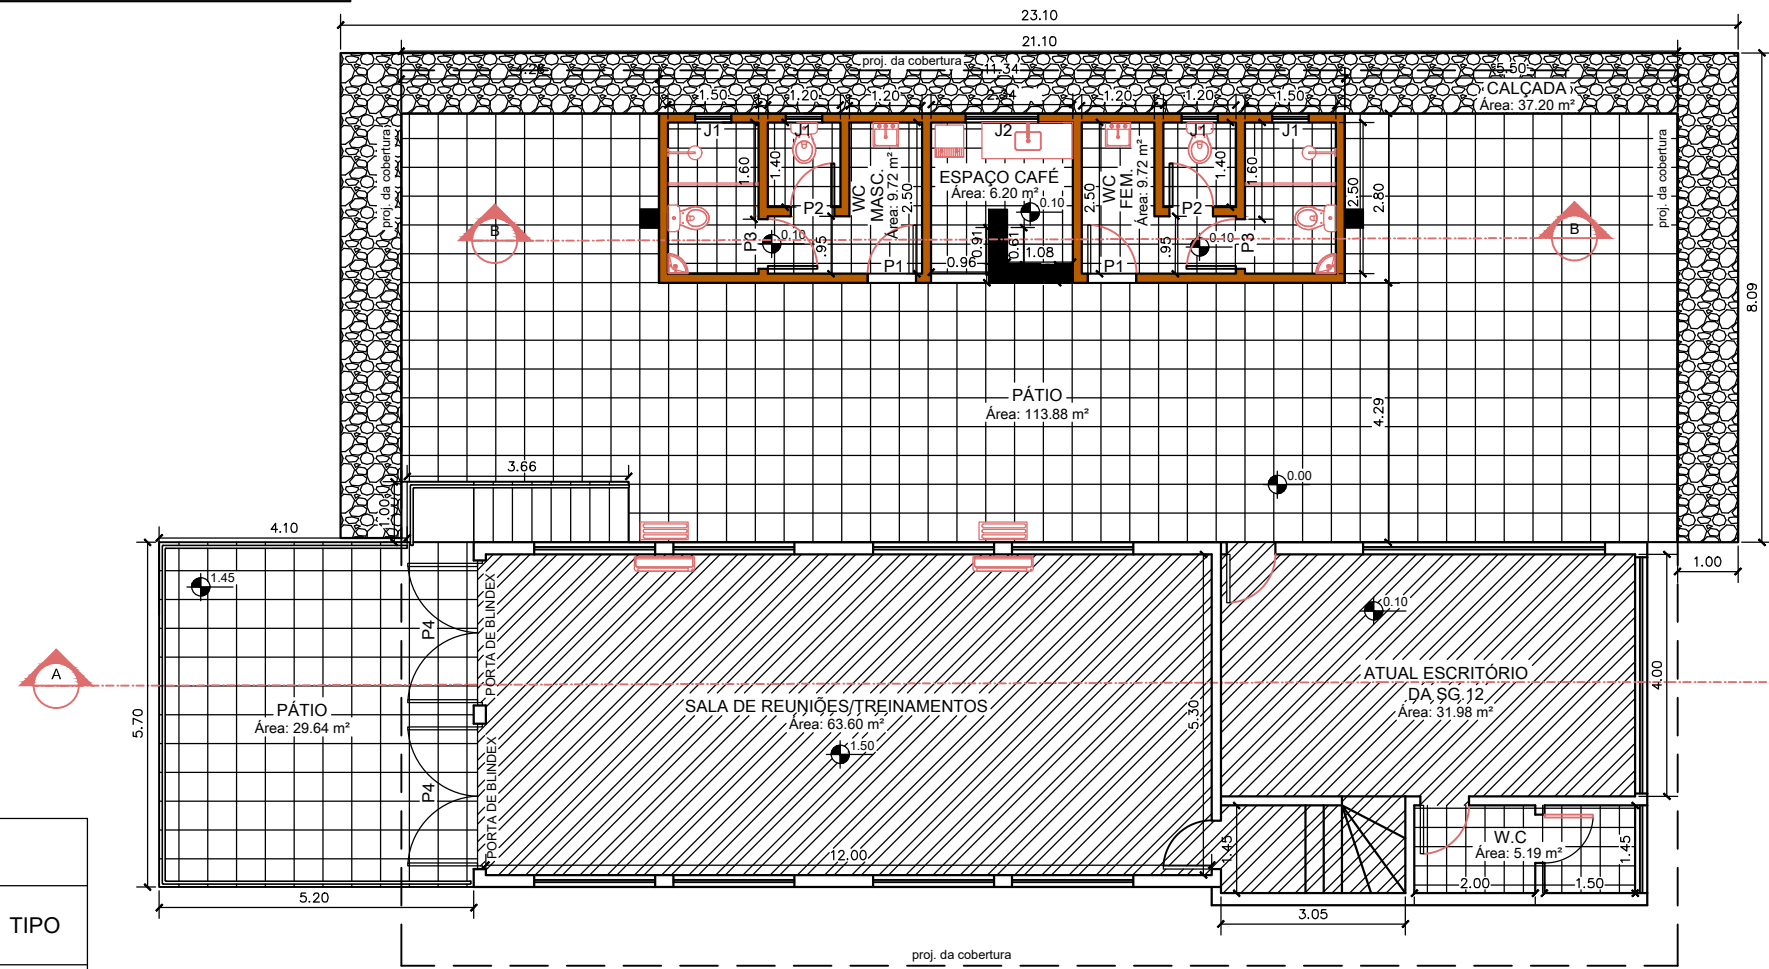 23.10
21.10
proj. da cobertura
4.26
11.34
5.50
CALÇADA
Área: 37.20 m²
1.50
1.20
1.20
2.34
1.20
1.20
1.50
J1
J1
J2
J1
J1
proj. da cobertura
proj. da cobertura
1.60
1.40
WC
MASC.
Área: 9.72 m²
2.50
ESPAÇO CAFÉ
Área: 6.20 m²
0.10
2.50
WC
FEM.
Área: 9.72 m²
1.40
1.60
2.50
2.80
P2
P2
P3
0.10
.95
P1
0.96
0.91
0.61
1.08
P1
.95
0.10
P3
B
B
8.09
PÁTIO
Área: 113.88 m²
4.29
3.66
1.00
0.00
4.10
1.00
1.45
P4
PORTA DE BLINDEX
0.10
A
5.70
PÁTIO
Área: 29.64 m²
SALA DE REUNIÕES/TREINAMENTOS
Área: 63.60 m²
1.50
5.30
ATUAL ESCRITÓRIO
DA SG.12
Área: 31.98 m²
4.00
P4
PORTA DE BLINDEX
12.00
1.45
W.C
Área: 5.19 m²
1.45
2.00
1.50
5.20
3.05
TIPO
proj. da cobertura